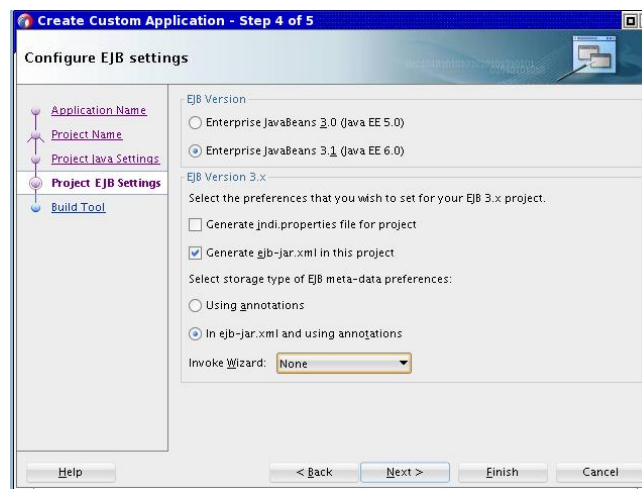 Create Custom Application - Step 4 of 5
Configure EJB settings
Application Name
Project Name
Project Java Settings
Project EJB Settings
Build Tool
EJB Version
Enterprise JavaBeans 3.0 (Java EE 5.0)
Enterprise JavaBeans 3.1 (Java EE 6.0)
EJB Version 3.x
Select the preferences that you wish to set for your EJB 3.x project.
Generate jndi.properties file for project
Generate ejb-jar.xml in this project
Select storage type of EJB meta-data preferences:
Using annotations
In ejb-jar.xml and using annotations
Invoke Wizard: None
Help < Back Next > Finish Cancel